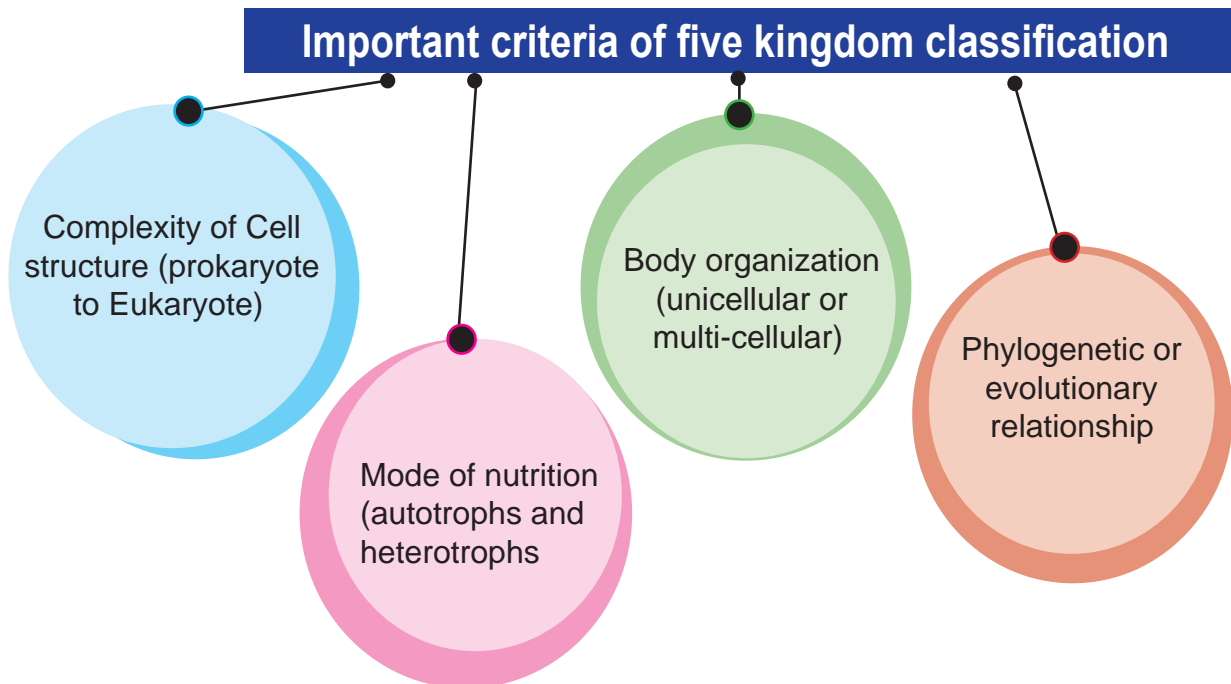 Important criteria of five kingdom classification
Complexity of Cell
structure (prokaryote
to Eukaryote)
Mode of nutrition
(autotrophs and
heterotrophs
Body organization
(unicellular or
multi-cellular)
Phylogenetic or
evolutionary
relationship